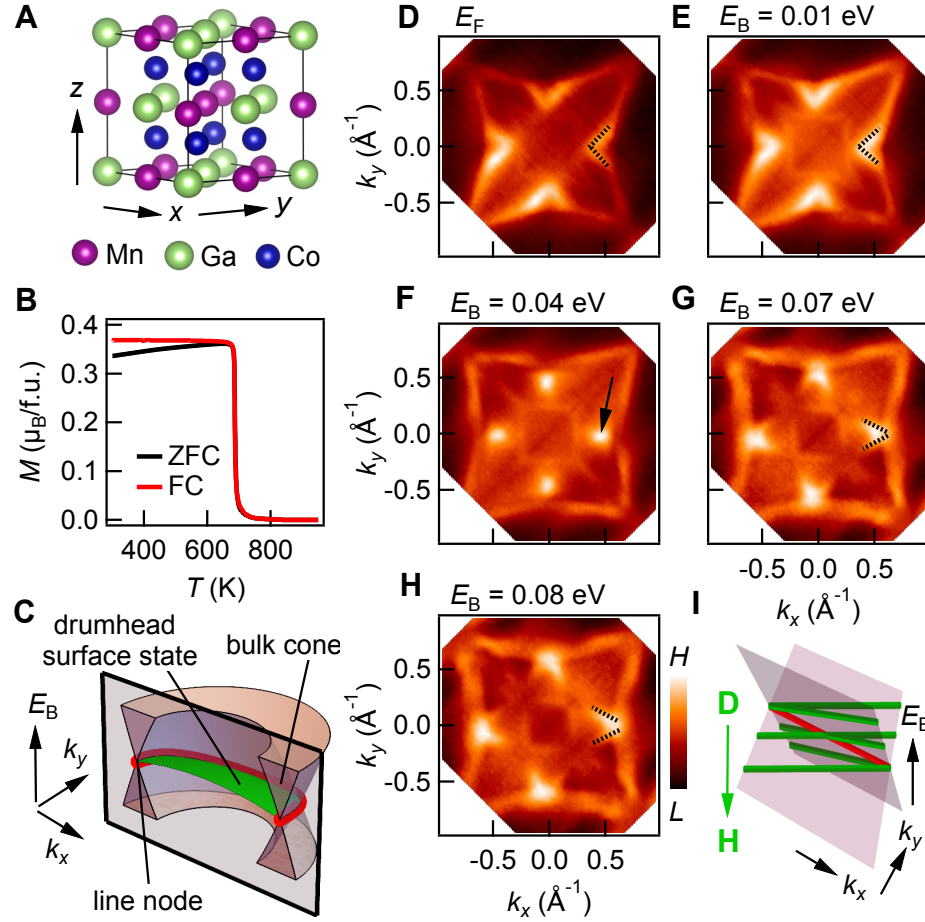 A
z
x
y
Mn
Ga
Co
B
M (μB/f.u.)
0.4
0.3
0.2
0.1
0.0
ZFC
FC
400
600
800
T (K)
C
drumhead
surface state
bulk cone
EB
ky
kx
line node
D
EF
ky (Å-1)
0.5
0.0
-0.5
E
EB = 0.01 eV
F
EB = 0.04 eV
ky (Å-1)
0.5
0.0
-0.5
G
EB = 0.07 eV
-0.5
0.0
0.5
kx (Å-1)
H
EB = 0.08 eV
ky (Å-1)
0.5
0.0
-0.5
-0.5
0.0
0.5
kx (Å-1)
H
L
I
D
H
EB
ky
kx